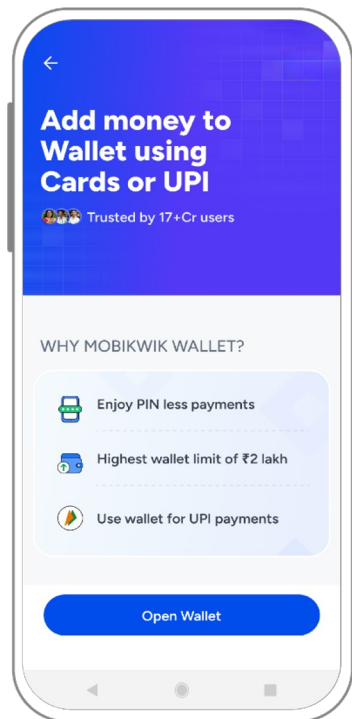 Add money to
Wallet using
Cards or UPI
Trusted by 17+Cr users
WHY MOBIKWIK WALLET?
Enjoy PIN less payments
Highest wallet limit of ₹2 lakh
Use wallet for UPI payments
Open Wallet